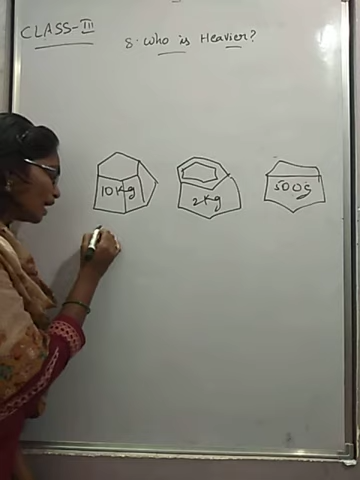 CLASS-III
8. Who is Heavier?
10Kg
2Kg
500g